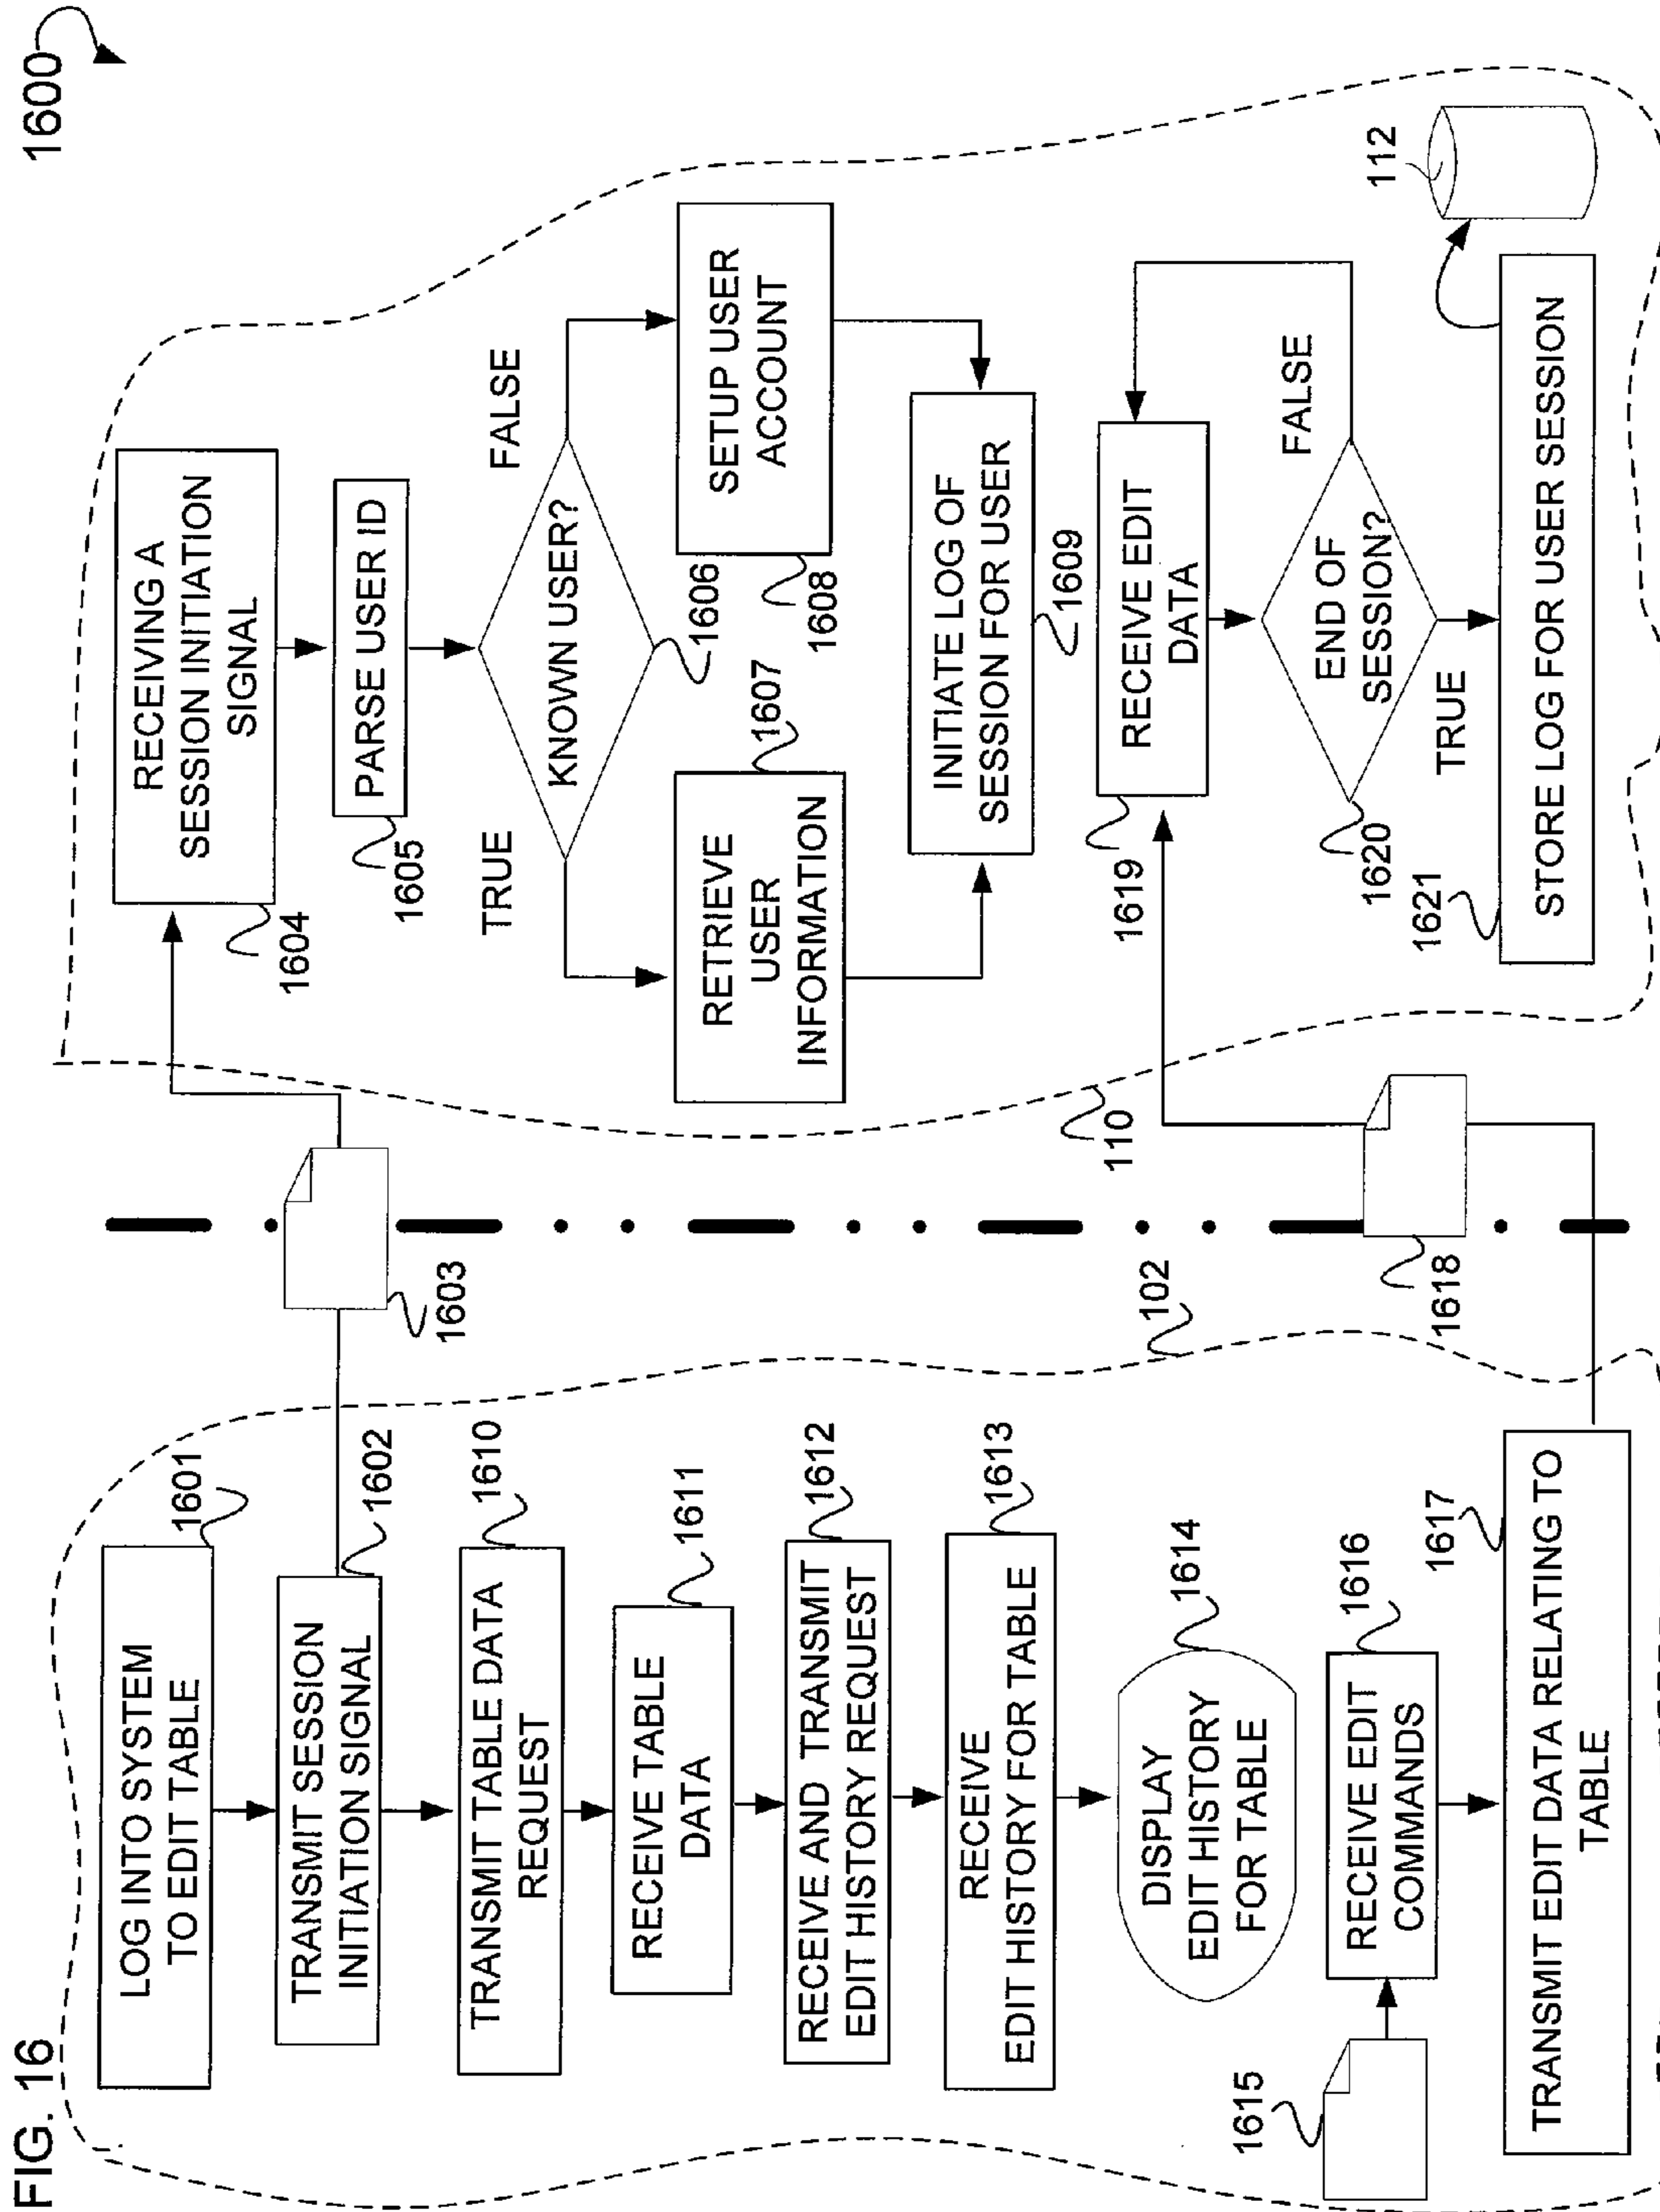 FIG. 16
1600
LOG INTO SYSTEM
TO EDIT TABLE
1601
TRANSMIT SESSION
INITIATION SIGNAL
1602
1603
TRANSMIT TABLE DATA
REQUEST
1610
RECEIVE TABLE
DATA
1611
RECEIVE AND TRANSMIT
EDIT HISTORY REQUEST
1612
RECEIVE
EDIT HISTORY FOR TABLE
1613
DISPLAY
EDIT HISTORY
FOR TABLE
1614
1615
RECEIVE EDIT
COMMANDS
1616
TRANSMIT EDIT DATA RELATING TO
TABLE
1617
102
1618
110
RECEIVING A
SESSION INITIATION
SIGNAL
1604
PARSE USER ID
1605
KNOWN USER?
1606
TRUE
FALSE
RETRIEVE
USER
INFORMATION
1607
SETUP USER
ACCOUNT
1608
INITIATE LOG OF
SESSION FOR USER
1609
RECEIVE EDIT
DATA
1619
END OF
SESSION?
1620
FALSE
TRUE
STORE LOG FOR USER SESSION
1621
112